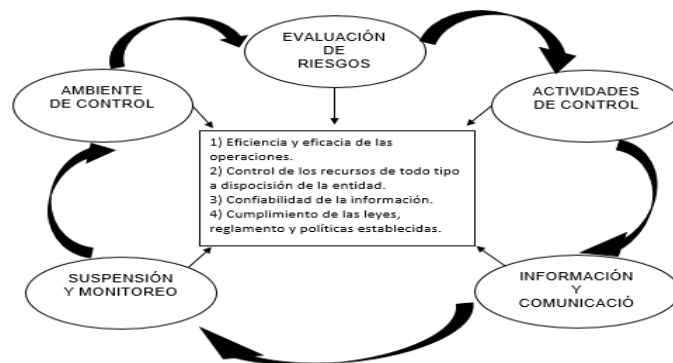 EVALUACIÓN
DE
RIESGOS
AMBIENTE
DE CONTROL
ACTIVIDADES
DE CONTROL
1) Eficiencia y eficacia de las
operaciones.
2) Control de los recursos de todo tipo
a disposición de la entidad.
3) Confiabilidad de la información.
4) Cumplimiento de las leyes,
reglamento y políticas establecidas.
SUSPENSIÓN
Y MONITOREO
INFORMACIÓN
Y
COMUNICACIÓ